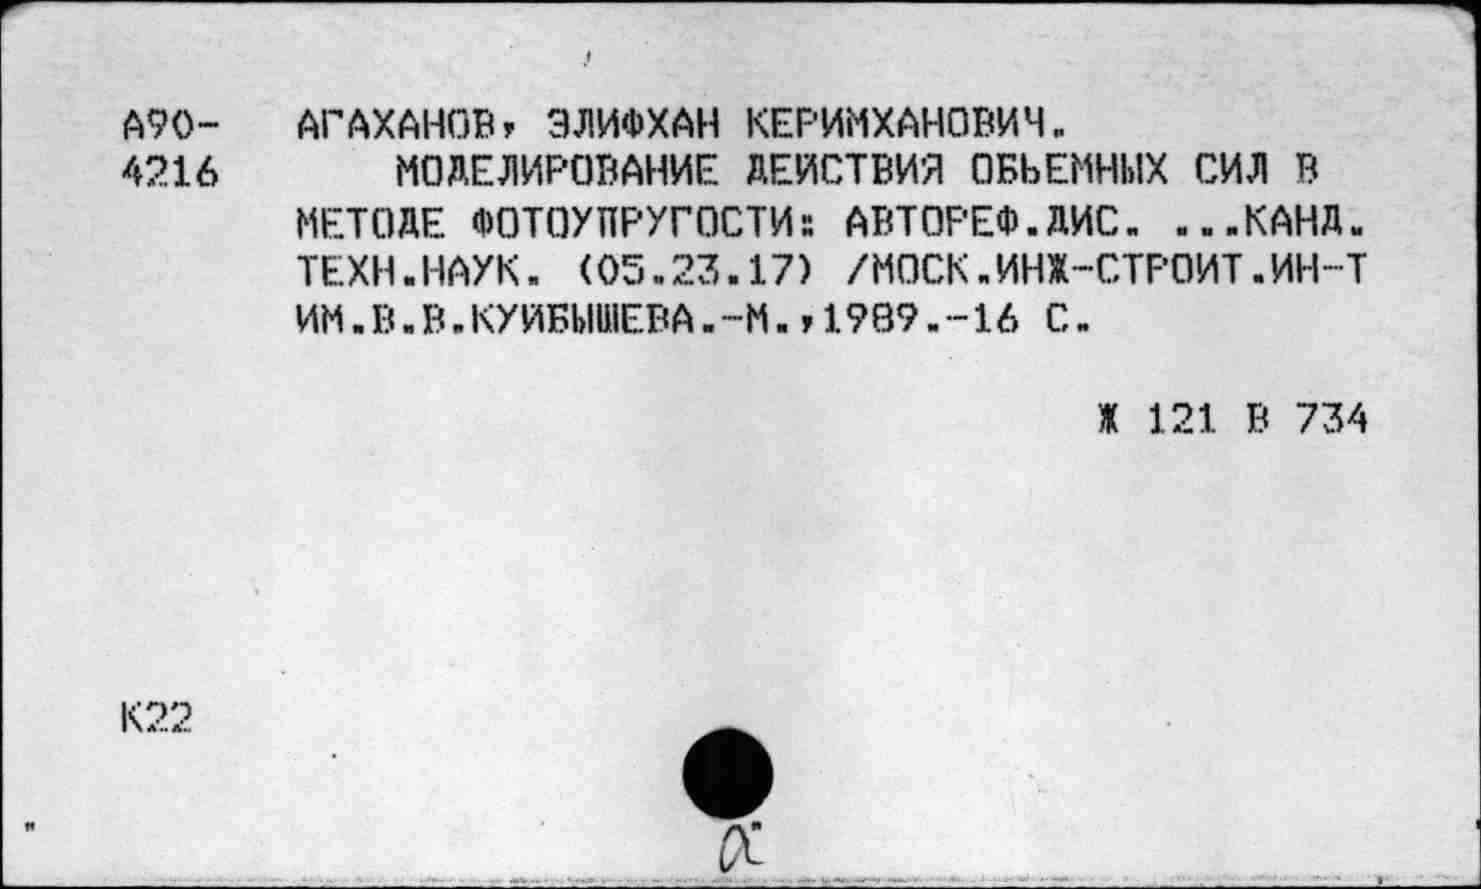 А90-    АГАХАНОВ, ЭЛИФХАН КЕРИМХАНОВИЧ.
4216    МОДЕЛИРОВАНИЕ ДЕЙСТВИЯ ОБЬЕМНЫХ СИЛ В
МЕТОДЕ ФОТОУПРУГОСТИ: АВТОРЕФ.ДИС. ...КАНД.
ТЕХН.НАУК. (05.23.17) /МОСК.ИНЖ-СТРОИТ.ИН-Т
ИМ.В.В.КУЙБЫШЕВА.-М.,1989.-16 С.
Ж 121 В 734
К22